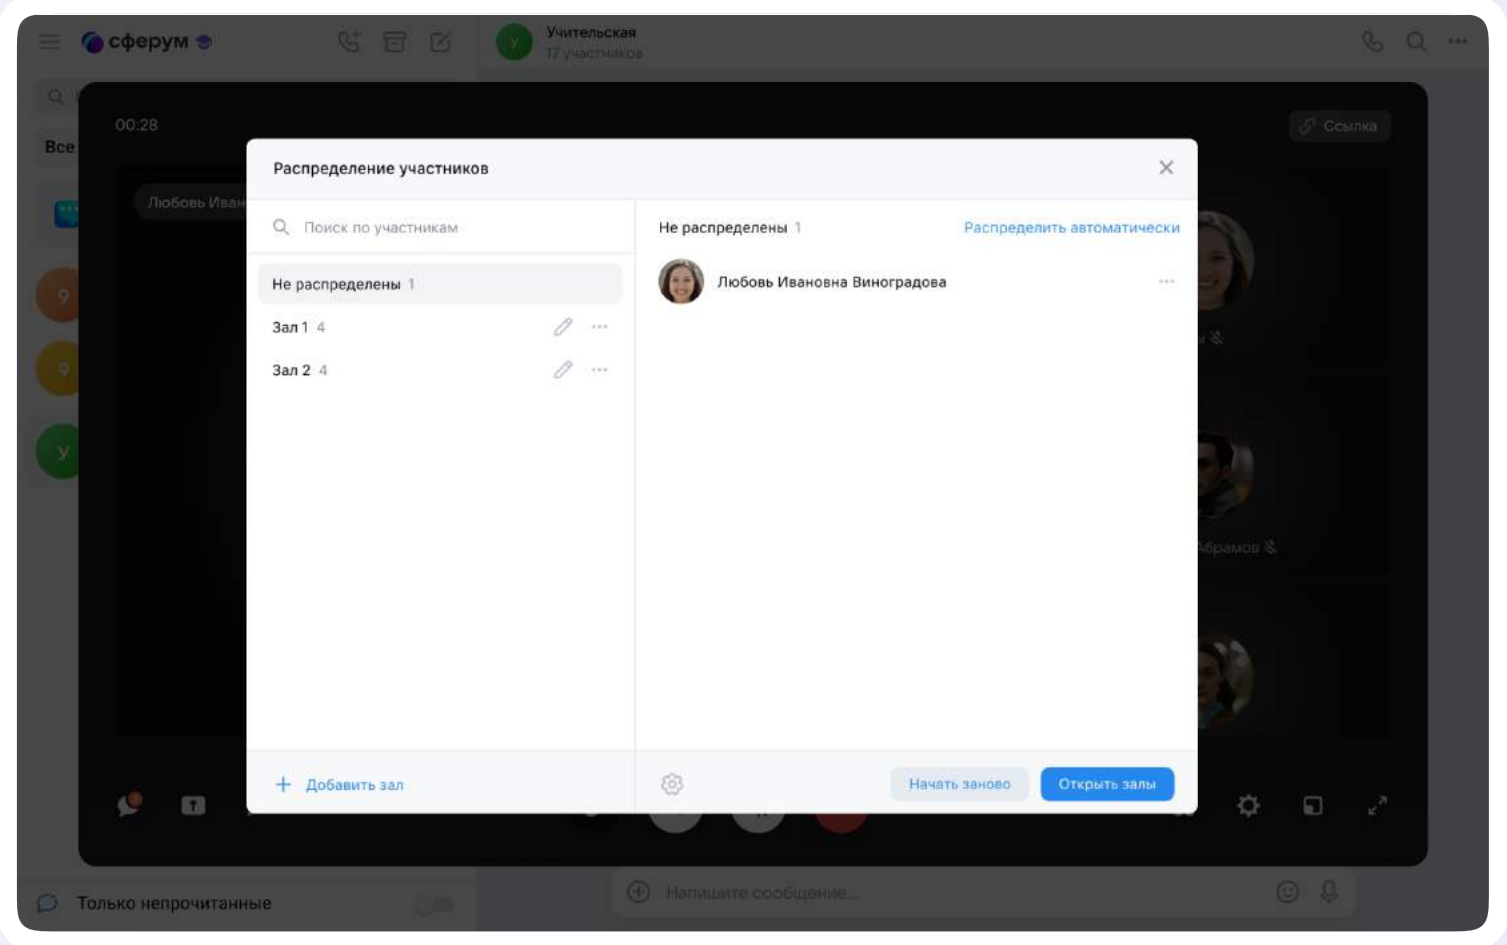 сферум
У
Учительская
17 участников
Все
00:28
Ссылка
Любовь Иван
Распределение участников
Поиск по участникам
Не распределены 1
Распределить автоматически
Не распределены 1
Любовь Ивановна Виноградова
Зал 1 4
Зал 2 4
9
9
У
Абрамов
Добавить зал
Начать заново
Открыть залы
Только непрочитанные
Напишите сообщение...